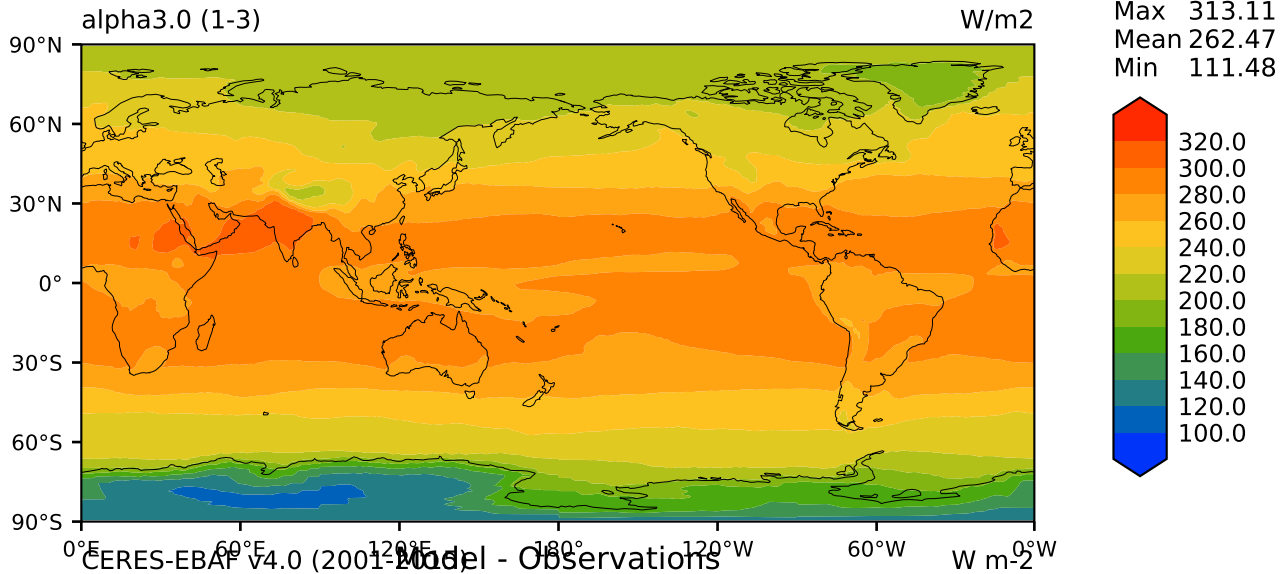 alpha3.0 (1-3) W/m2
Max 313.11
Mean 262.47
Min 111.48
90°N
60°N
30°N
0°
30°S
60°S
90°S
320.0
300.0
280.0
260.0
240.0
220.0
200.0
180.0
160.0
140.0
120.0
100.0
0°E 60°E 120°E 180° 120°W 60°W 0°W
CERES-EBAF v4.0 (2001-2015) Model - Observations W m-2